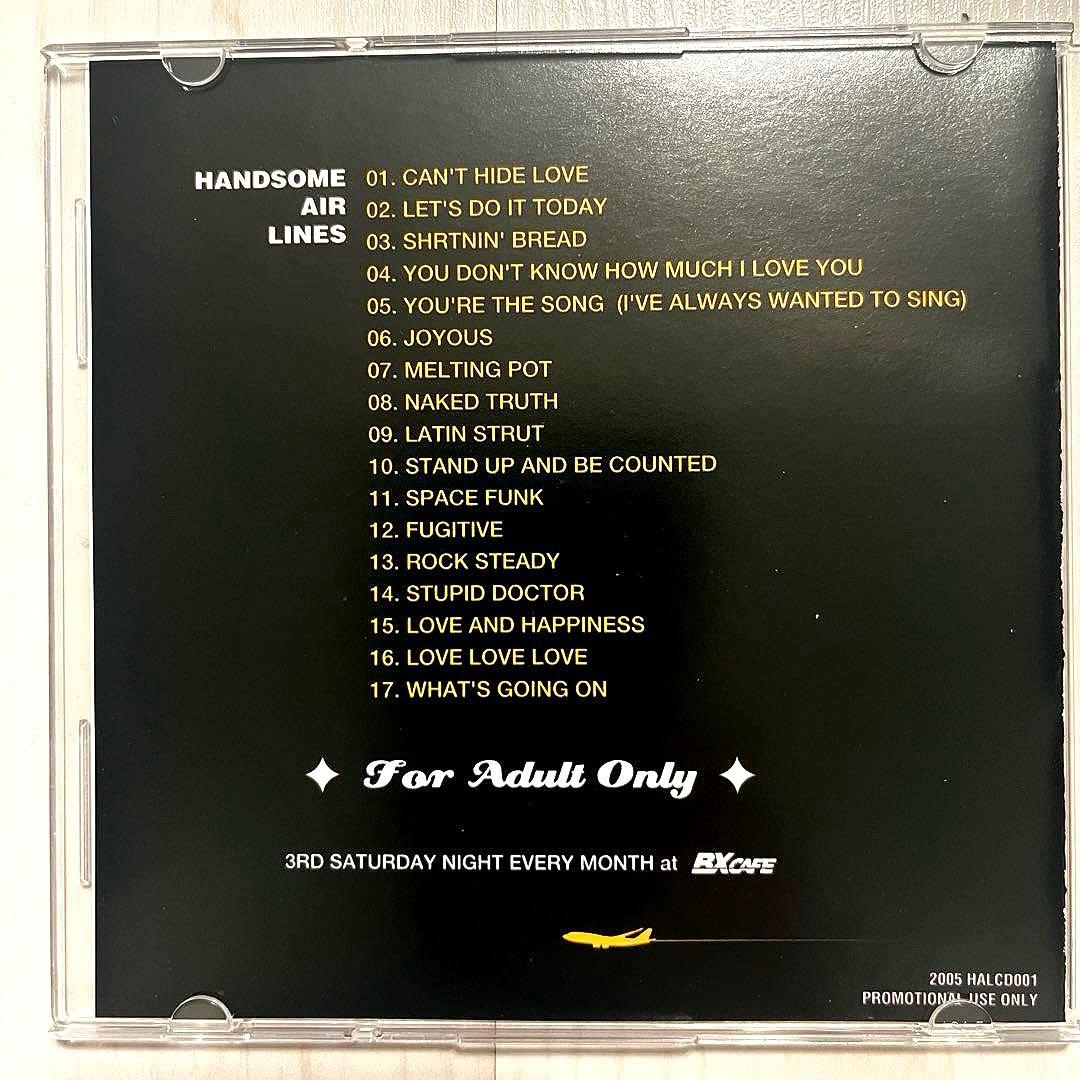 HANDSOME
AIR
LINES
01. CAN'T HIDE LOVE
02. LET'S DO IT TODAY
03. SHRTNIN' BREAD
04. YOU DON'T KNOW HOW MUCH I LOVE YOU
05. YOU'RE THE SONG (I'VE ALWAYS WANTED TO SING)
06. JOYOUS
07. MELTING POT
08. NAKED TRUTH
09. LATIN STRUT
10. STAND UP AND BE COUNTED
11. SPACE FUNK
12. FUGITIVE
13. ROCK STEADY
14. STUPID DOCTOR
15. LOVE AND HAPPINESS
16. LOVE LOVE LOVE
17. WHAT'S GOING ON
For Adult Only
3RD SATURDAY NIGHT EVERY MONTH at BXCAFE
2005 HALCD001
PROMOTIONAL USE ONLY